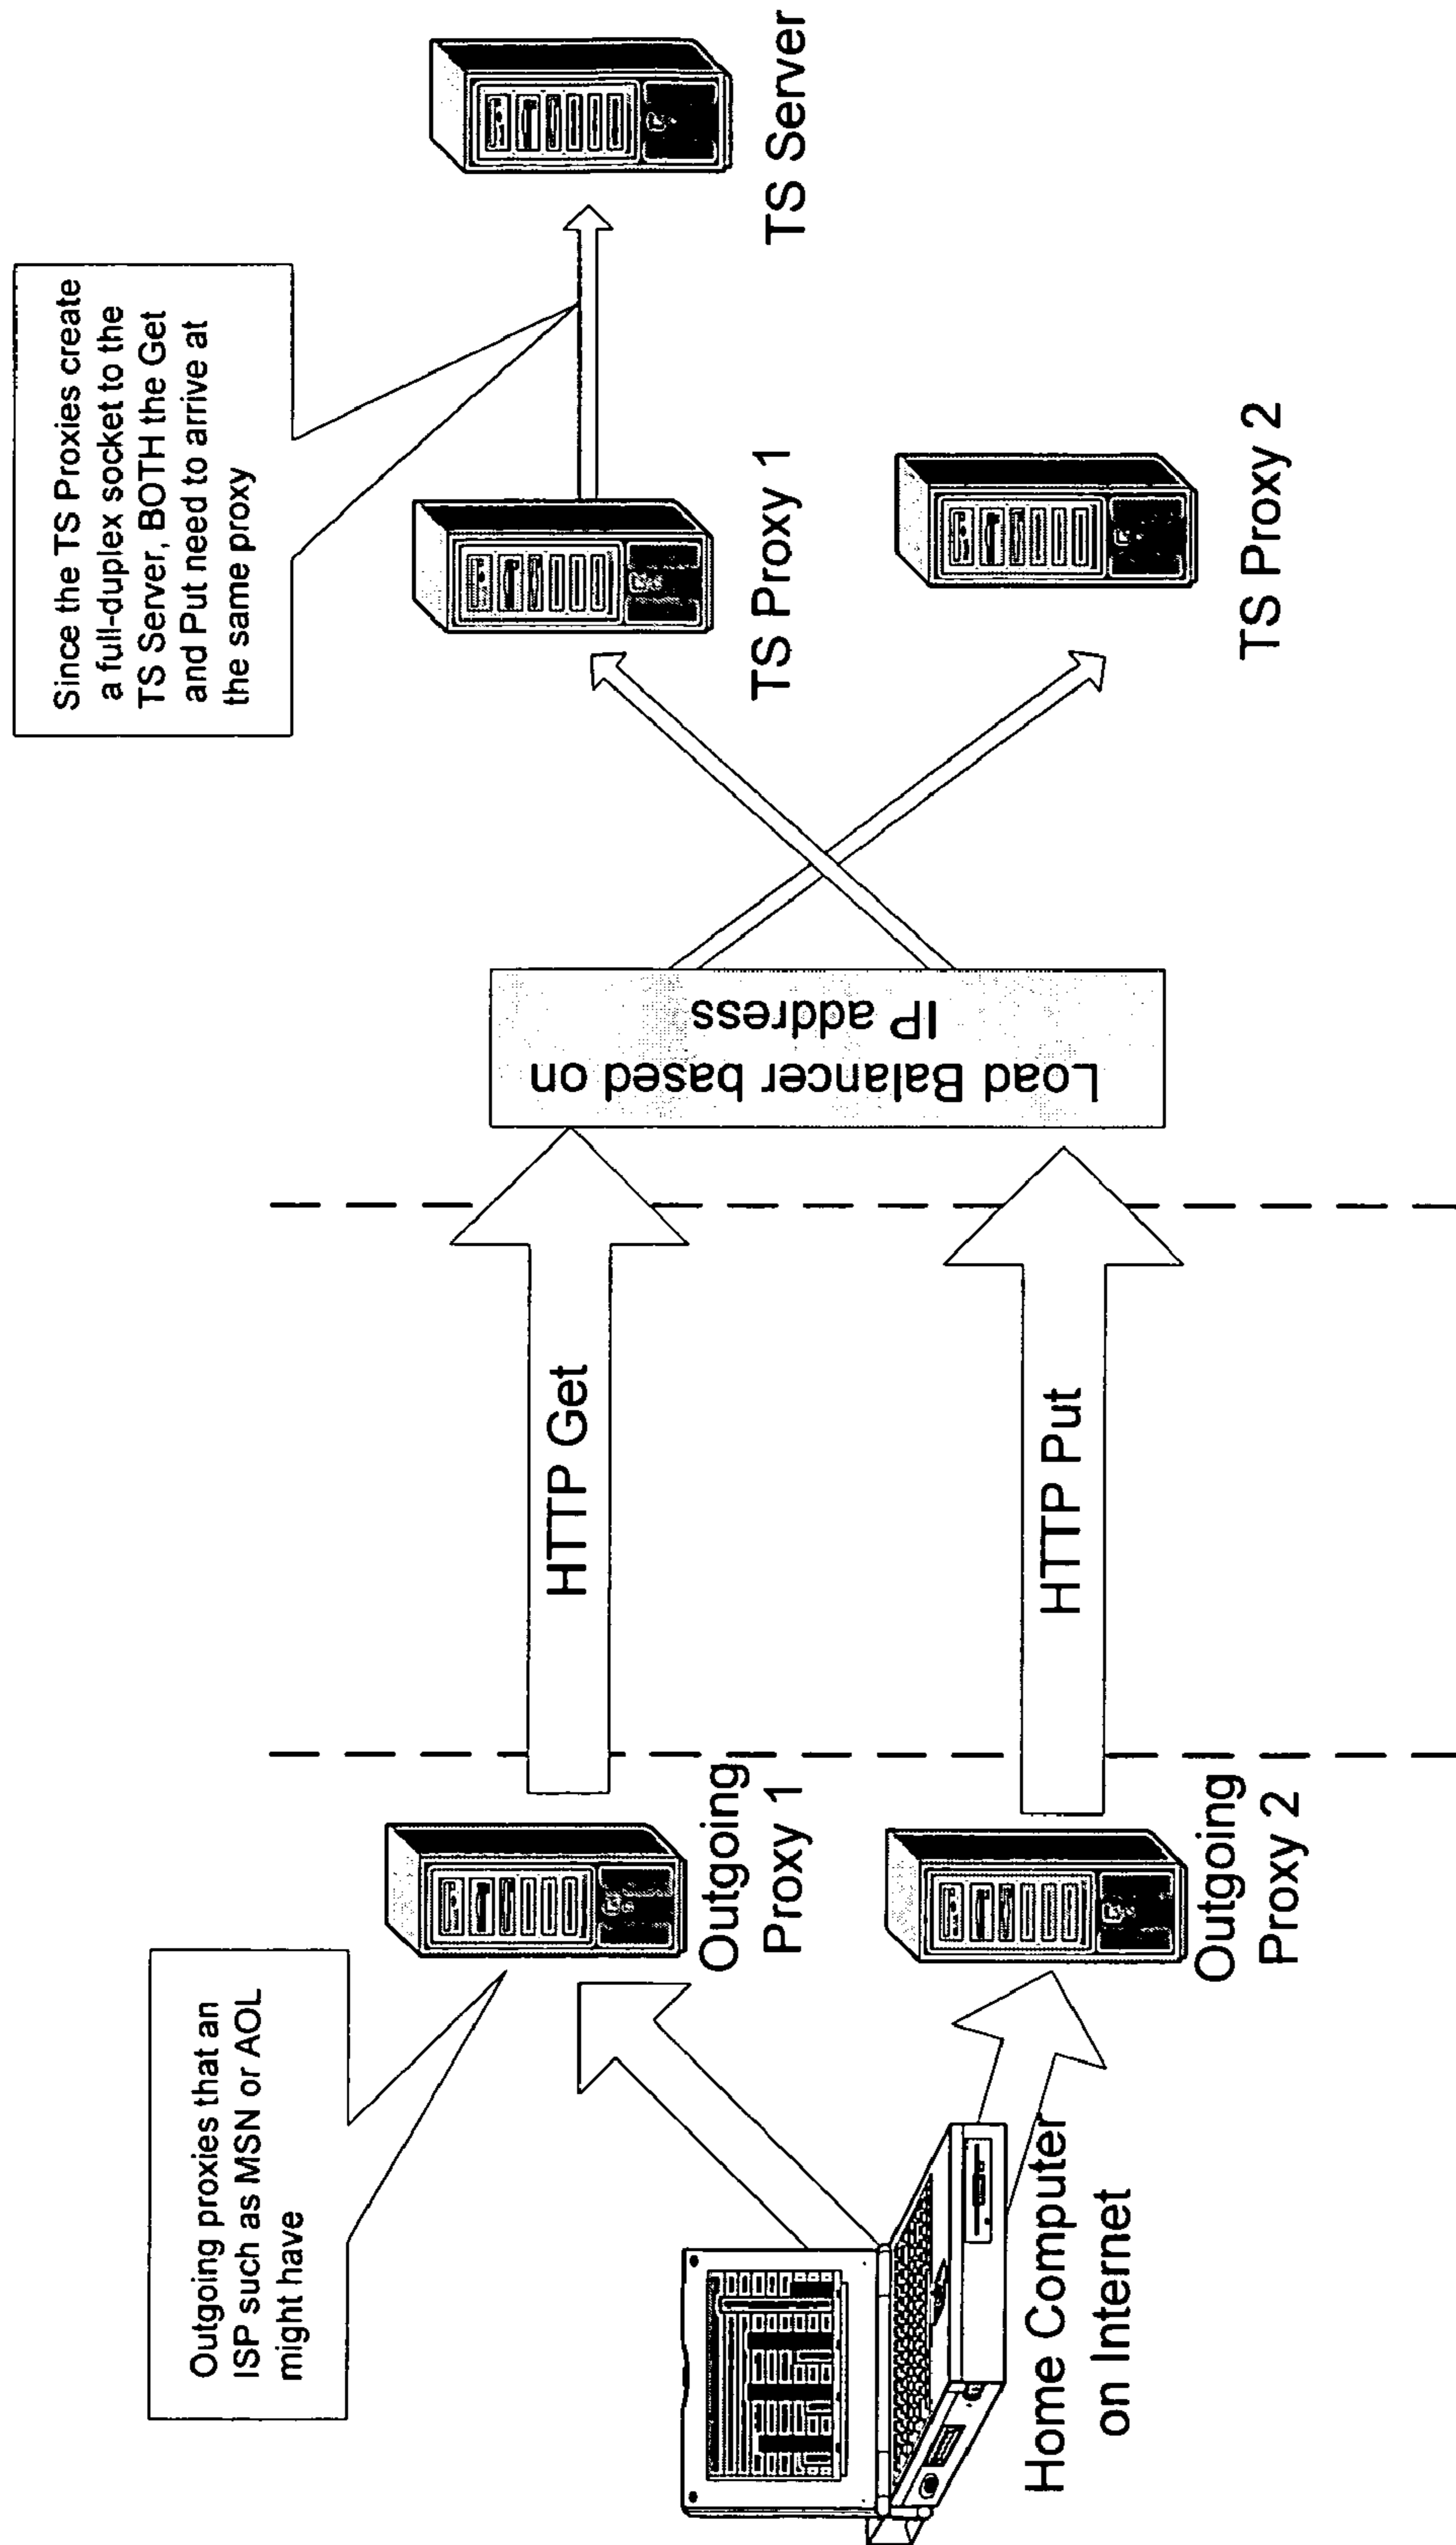 Outgoing proxies that an
ISP such as MSN or AOL
might have
Since the TS Proxies create
a full-duplex socket to the
TS Server, BOTH the Get
and Put need to arrive at
the same proxy
Home Computer
on Internet
Outgoing
Proxy 1
Outgoing
Proxy 2
HTTP Get
HTTP Put
Load Balancer based on
IP address
TS Proxy 1
TS Proxy 2
TS Server